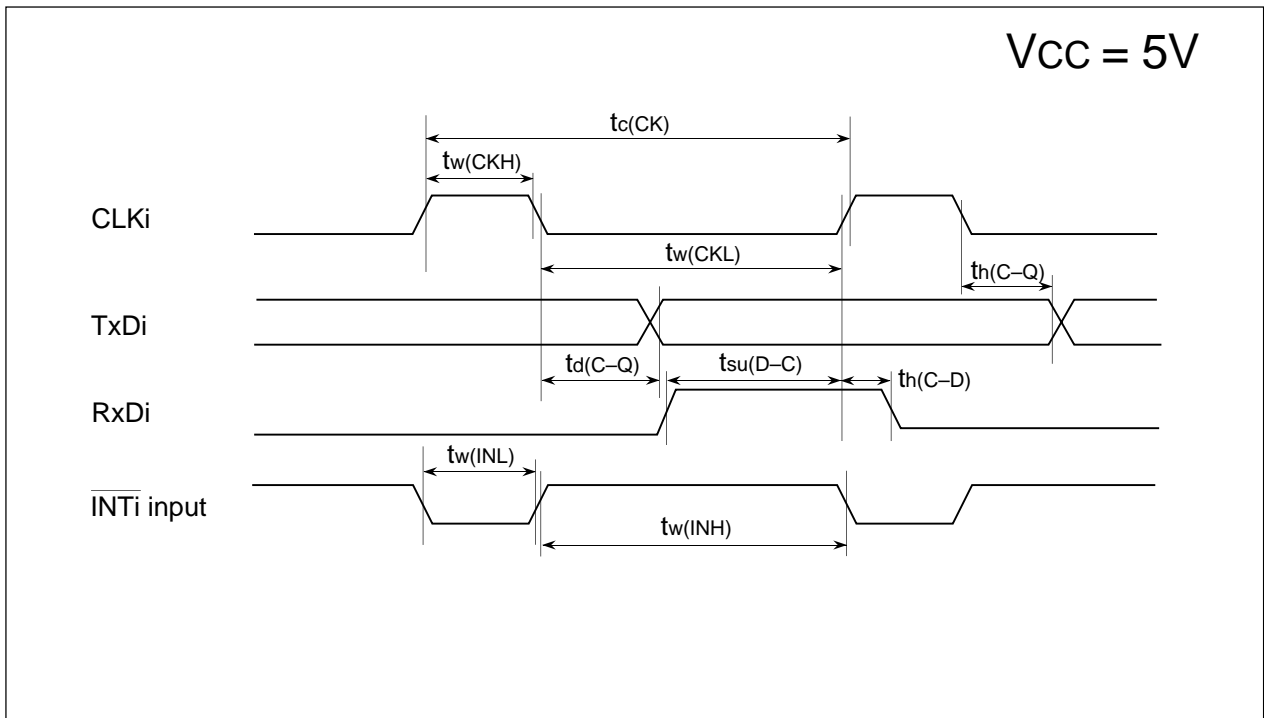 VCC = 5V
tc(CK)
tw(CKH)
CLKi
tw(CKL)
th(C–Q)
TxDi
td(C–Q)
tsu(D–C)
th(C–D)
RxDi
tw(INL)
INTi input
tw(INH)